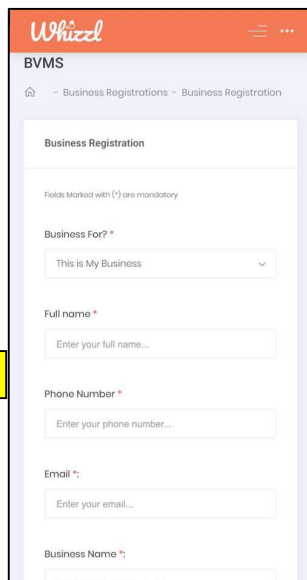 Whizzl
BVMS
- Business Registrations - Business Registration
Business Registration
Fields Marked with (*) are mandatory
Business For? *
This is My Business
Full name *
Enter your full name...
Phone Number *
Enter your phone number...
Email *:
Enter your email...
Business Name *: